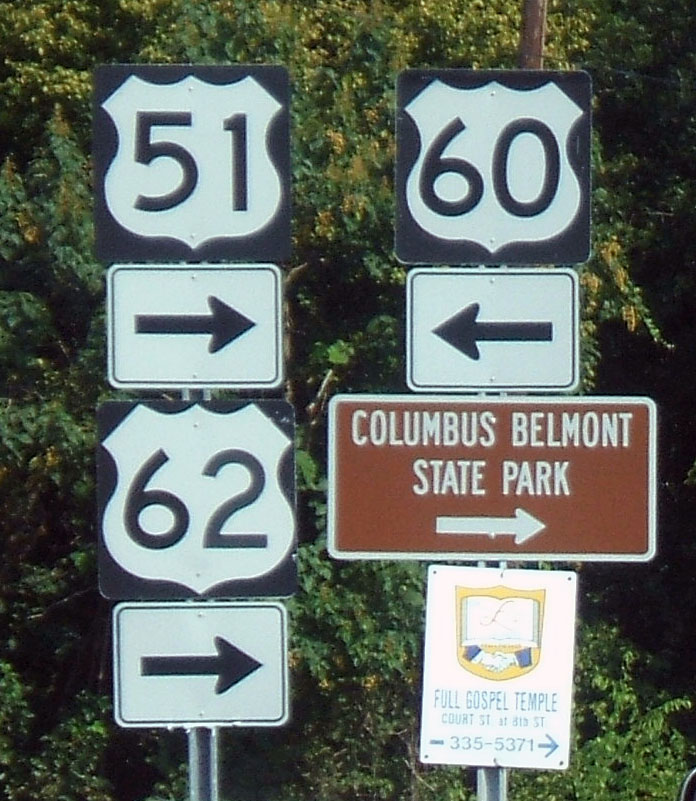 51
62
60
COLUMBUS BELMONT
STATE PARK
FULL GOSPEL TEMPLE
COURT ST. at 8th ST.
335-5371